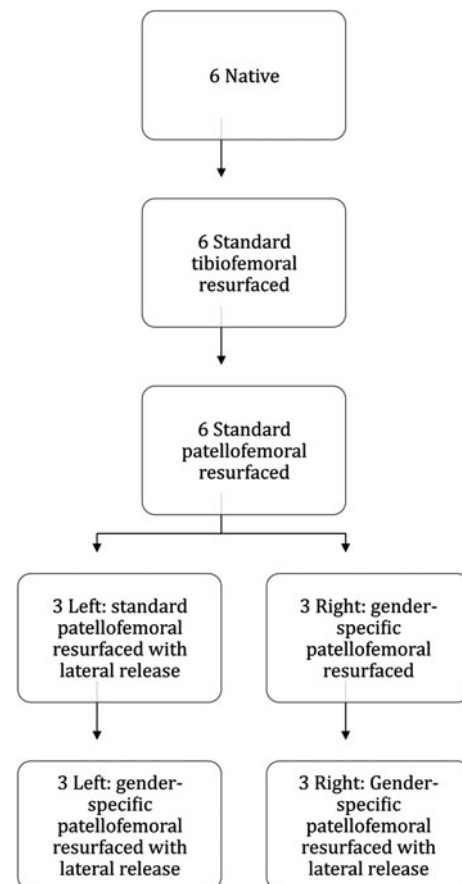 6 Native
6 Standard
tibiofemoral
resurfaced
6 Standard
patellofemoral
resurfaced
3 Left: standard
patellofemoral
resurfaced with
lateral release
3 Right: gender-
specific
patellofemoral
resurfaced
3 Left: gender-
specific
patellofemoral
resurfaced with
lateral release
3 Right: Gender-
specific
patellofemoral
resurfaced with
lateral release